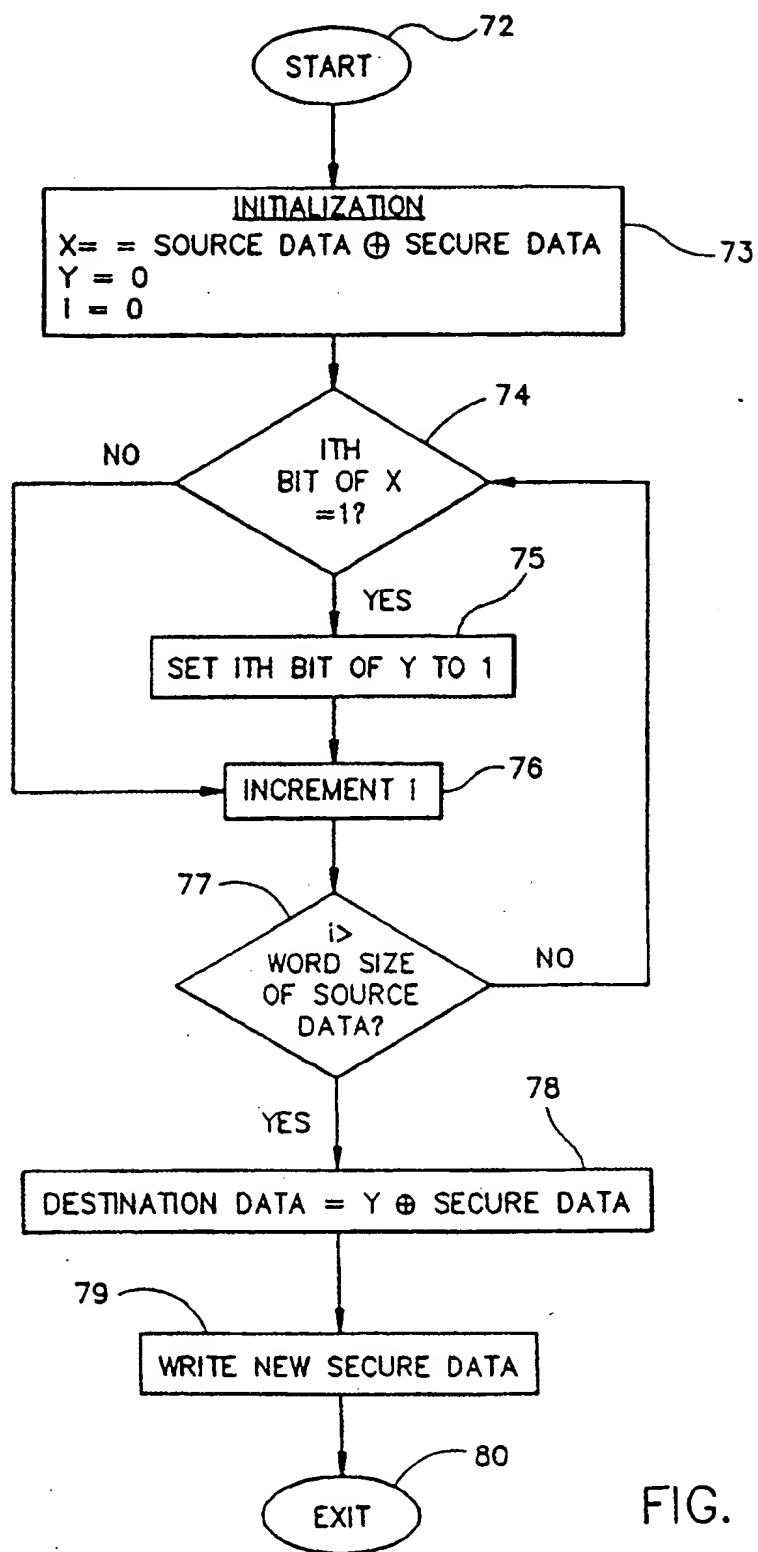 72
START
INITIALIZATION
X= = SOURCE DATA ⊕ SECURE DATA
Y = 0
I = 0
73
74
NO
ITH
BIT OF X
=1?
75
YES
SET ITH BIT OF Y TO 1
76
INCREMENT I
77
i>
WORD SIZE
OF SOURCE
DATA?
NO
YES
78
DESTINATION DATA = Y ⊕ SECURE DATA
79
WRITE NEW SECURE DATA
80
EXIT
FIG.